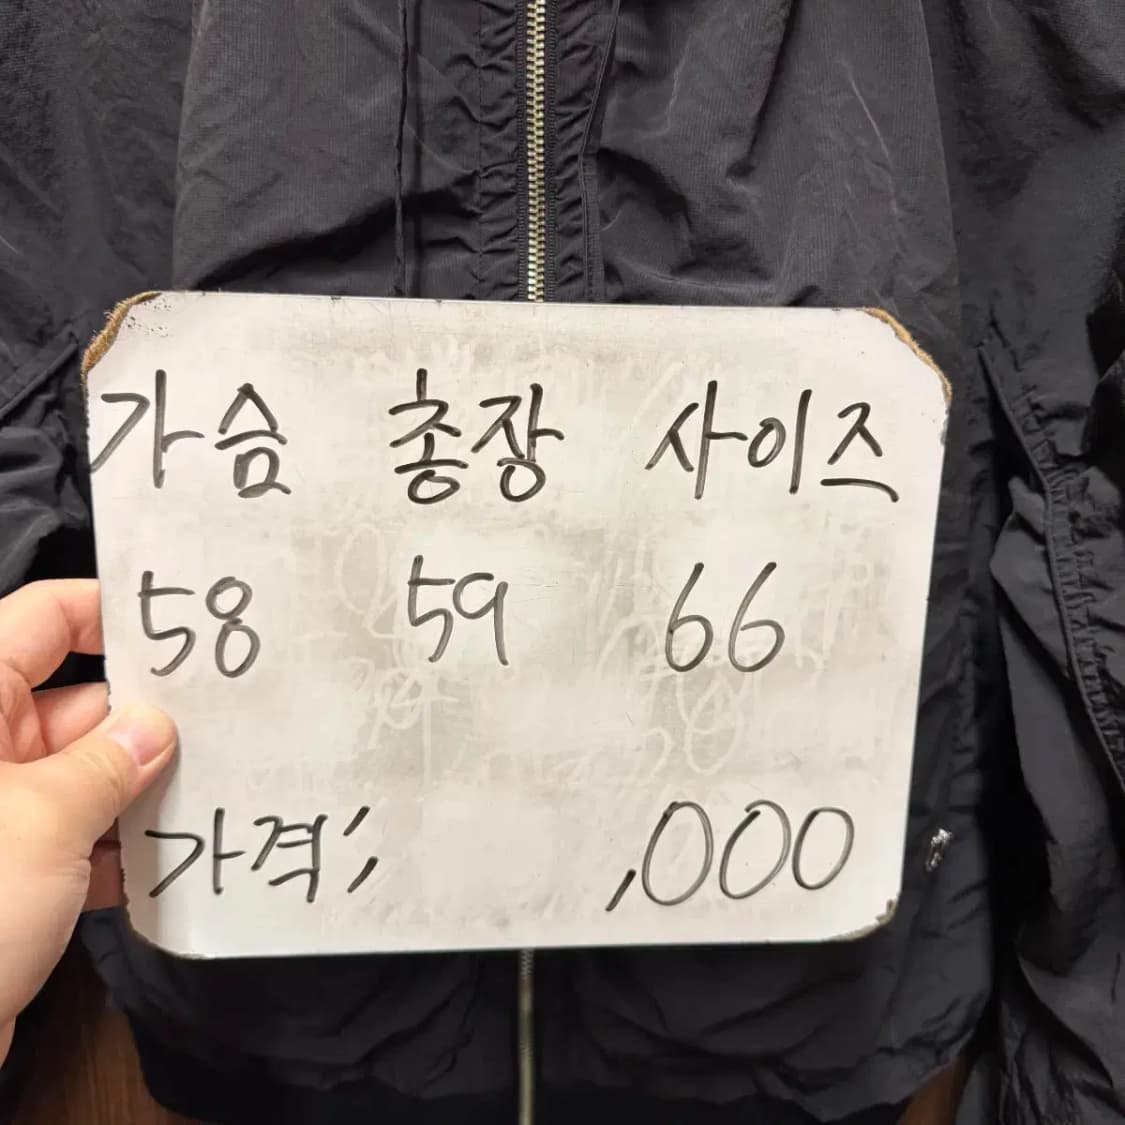 가슴 총장 사이즈
58 59 66
가격; ,000